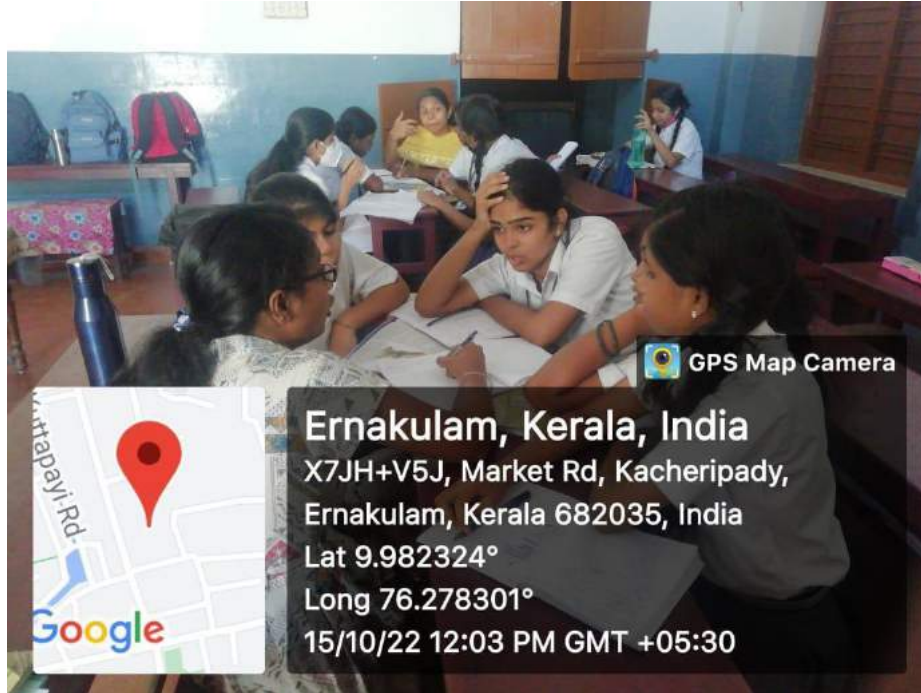 GPS Map Camera
Ernakulam, Kerala, India
X7JH+V5J, Market Rd, Kacheripady,
Ernakulam, Kerala 682035, India
Lat 9.982324°
Long 76.278301°
15/10/22 12:03 PM GMT +05:30
Google